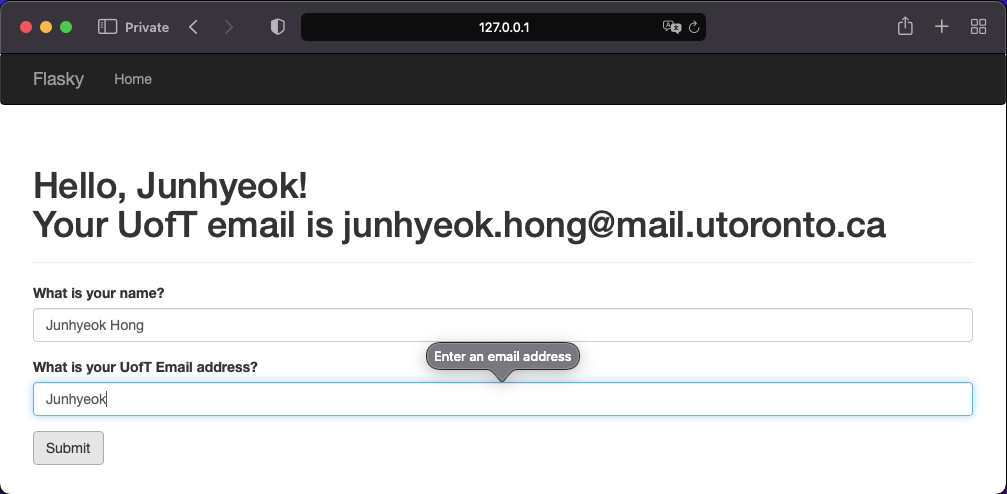 Private
127.0.0.1
Flasky Home
Hello, Junhyeok!
Your UofT email is junhyeok.hong@mail.utoronto.ca
What is your name?
Junhyeok Hong
Enter an email address
What is your UofT Email address?
Junhyeok
Submit